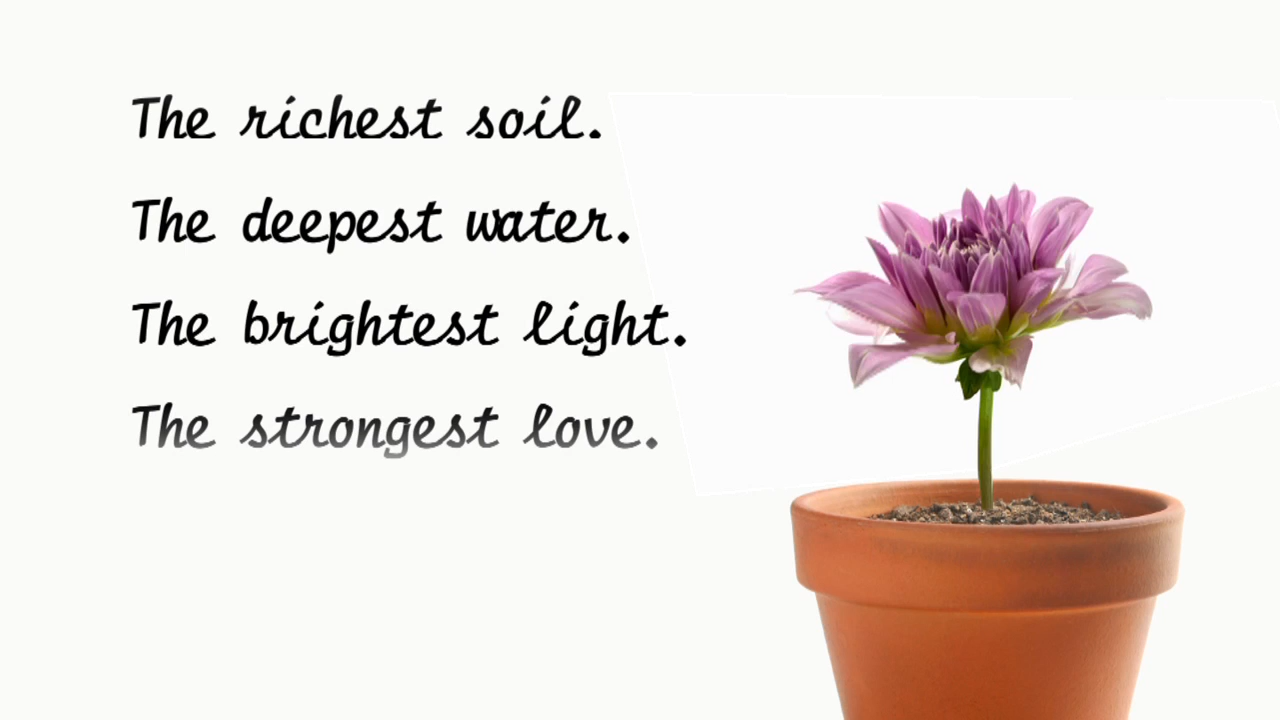 The richest soil.
The deepest water.
The brightest light.
The strongest love.